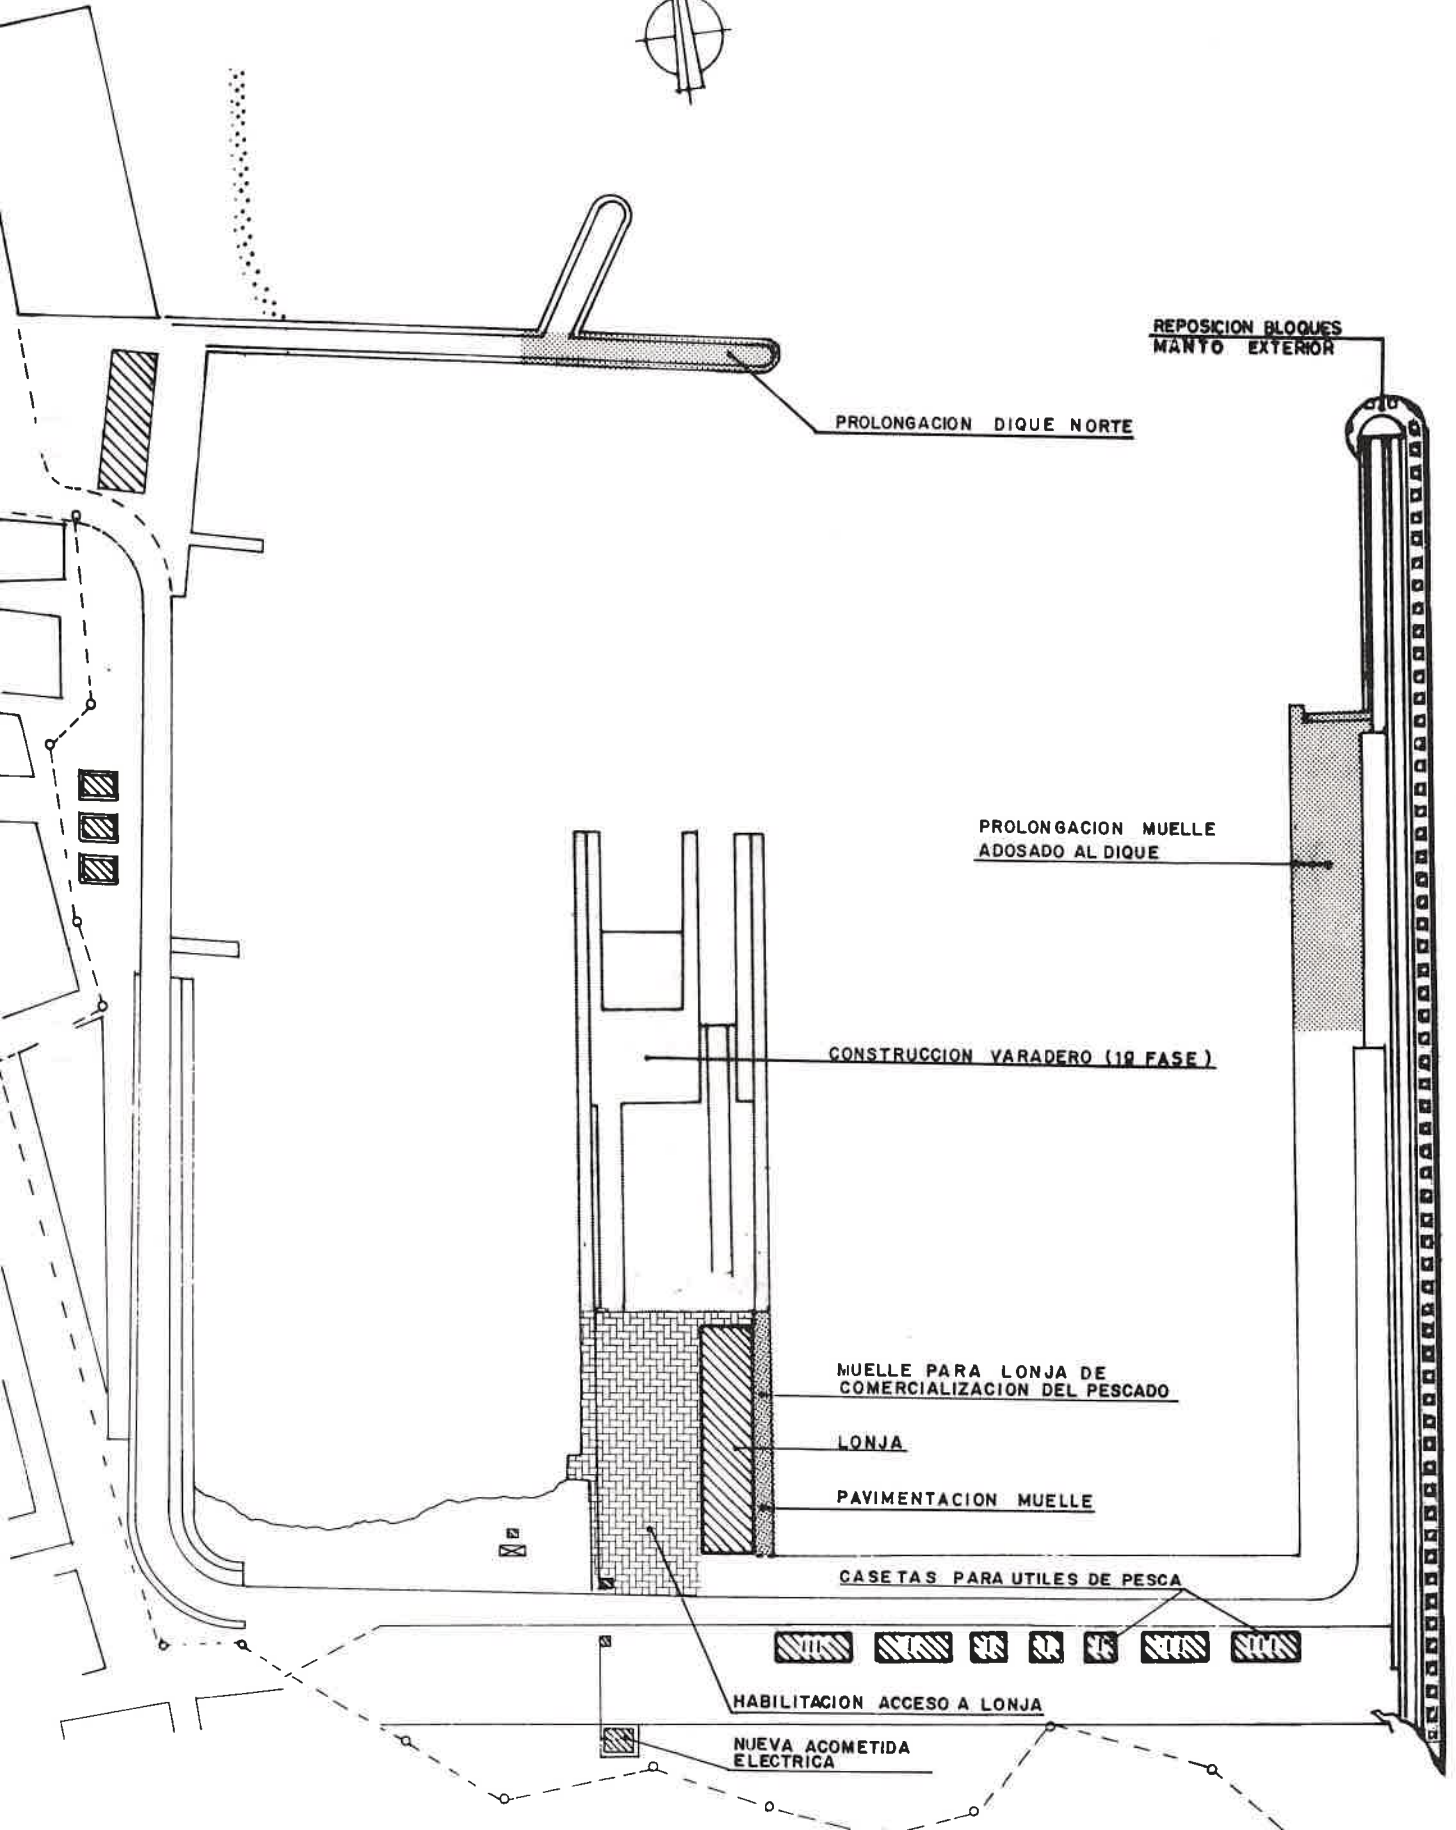 REPOSICION BLOQUES
MANTO EXTERIOR
PROLONGACION DIQUE NORTE
PROLONGACION MUELLE
ADOSADO AL DIQUE
CONSTRUCCION VARADERO (1ª FASE)
MUELLE PARA LONJA DE
COMERCIALIZACION DEL PESCADO
LONJA
PAVIMENTACION MUELLE
CASETAS PARA UTILES DE PESCA
HABILITACION ACCESO A LONJA
NUEVA ACOMETIDA
ELECTRICA